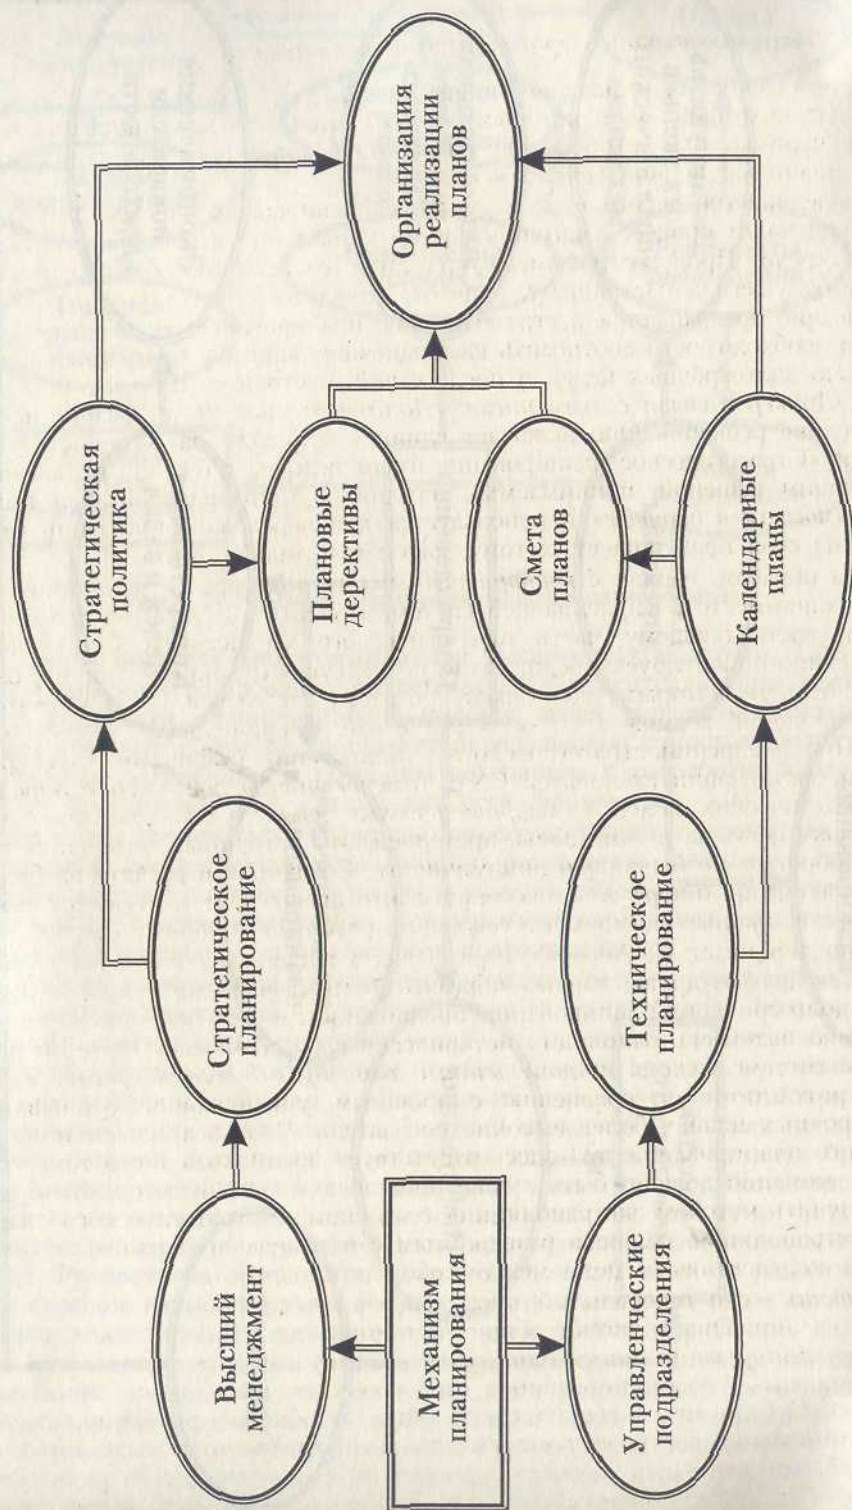 Высший
менеджмент
Механизм
планирования
Управленческие
подразделения
Стратегическое
планирование
Техническое
планирование
Стратегическая
политика
Плановые
дерективы
Смета
планов
Календарные
планы
Организация
реализации
планов